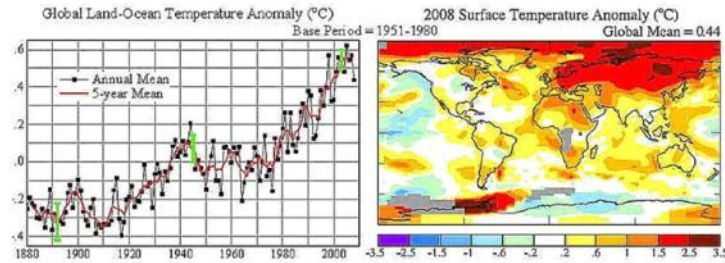 Global Land-Ocean Temperature Anomaly (°C)
2008 Surface Temperature Anomaly (°C)
Base Period = 1951-1980
Global Mean = 0.44
.6
.4
.2
.0
-.2
-.4
Annual Mean
5-year Mean
1880 1900 1920 1940 1960 1980 2000
-3.5 -2.5 -1.5 -1 -.6 -.2 .2 .6 1 1.5 2.5 3.5